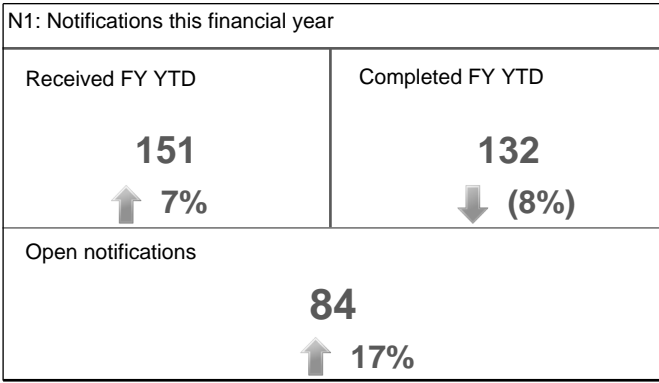 N1: Notifications this financial year
Received FY YTD
151
7%
Completed FY YTD
132
(8%)
Open notifications
84
17%